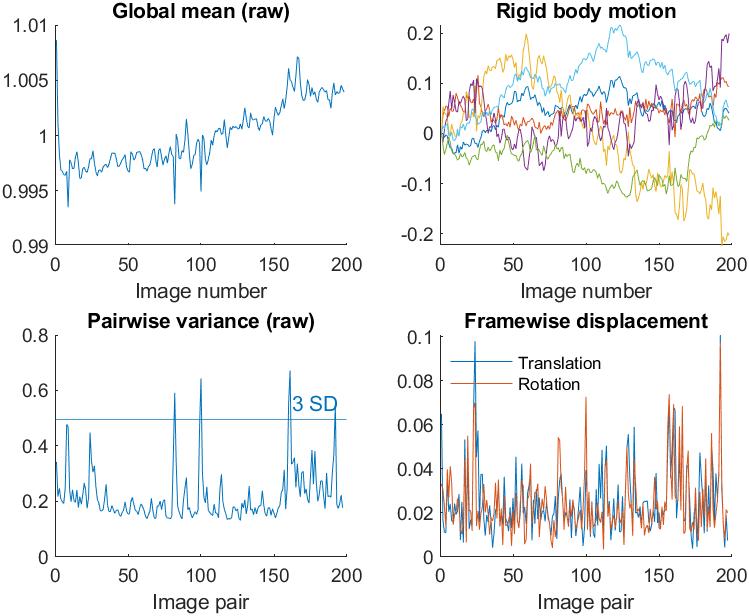 Global mean (raw)
1.01
1.005
1
0.995
0.99
0 50 100 150 200
Image number
Rigid body motion
0.2
0.1
0
-0.1
-0.2
0 50 100 150 200
Image number
Pairwise variance (raw)
0.8
0.6
3 SD
0.4
0.2
0
0 50 100 150 200
Image pair
Framewise displacement
0.1
Translation
0.08
Rotation
0.06
0.04
0.02
0
0 50 100 150 200
Image pair